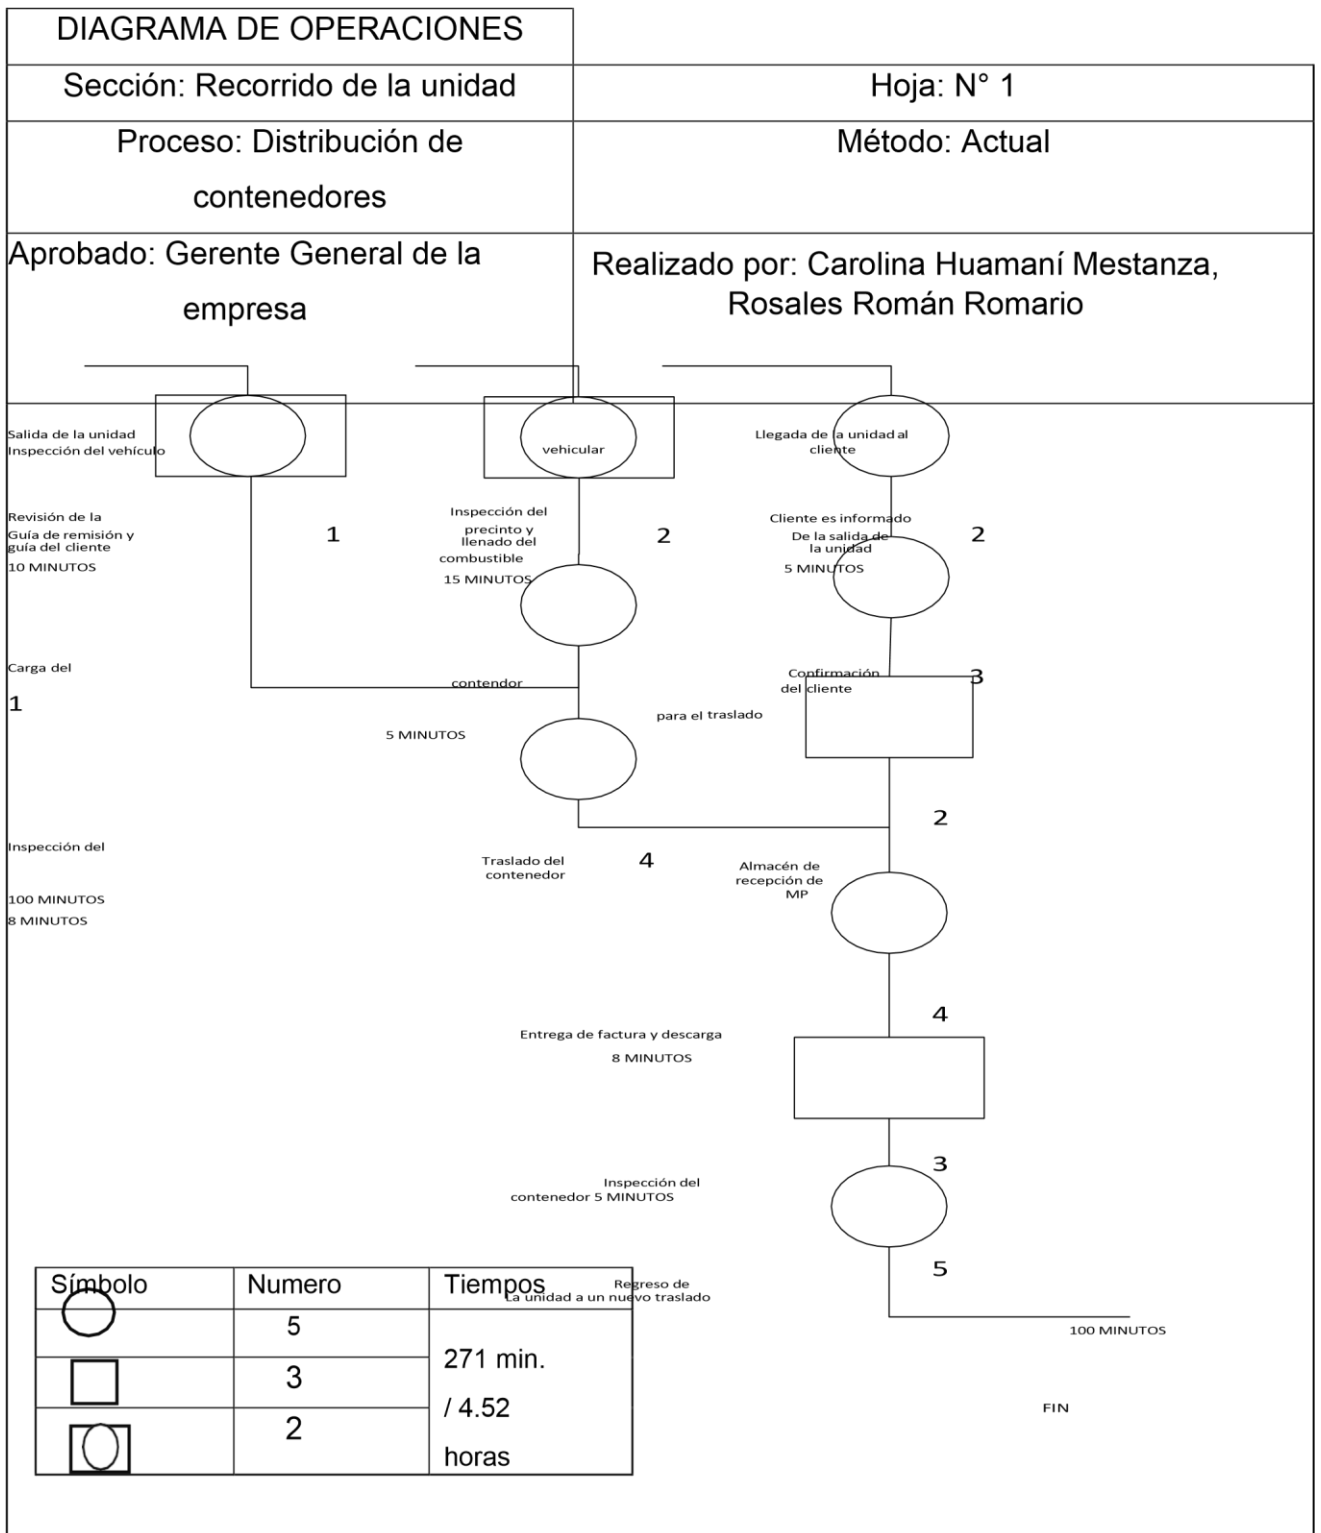 DIAGRAMA DE OPERACIONES
Sección: Recorrido de la unidad
Hoja: N° 1
Proceso: Distribución de
contenedores
Método: Actual
Aprobado: Gerente General de la
empresa
Realizado por: Carolina Huamaní Mestanza,
Rosales Román Romario
Salida de la unidad
Inspección del vehículo
vehicular
Llegada de la unidad al
cliente
Revisión de la
Guía de remisión y
guía del cliente
10 MINUTOS
1
Inspección del
precinto y
llenado del
combustible
15 MINUTOS
2
Cliente es informado
De la salida de
la unidad
5 MINUTOS
2
Carga del
1
contendor
5 MINUTOS
Confirmación
del cliente
3
para el traslado
2
Inspección del
100 MINUTOS
8 MINUTOS
Traslado del
contenedor
4
Almacén de
recepción de
MP
4
Entrega de factura y descarga
8 MINUTOS
3
Inspección del
contenedor 5 MINUTOS
5
Regreso de
La unidad a un nuevo traslado
100 MINUTOS
FIN
Símbolo Numero Tiempos
5
3
2
271 min.
/ 4.52
horas